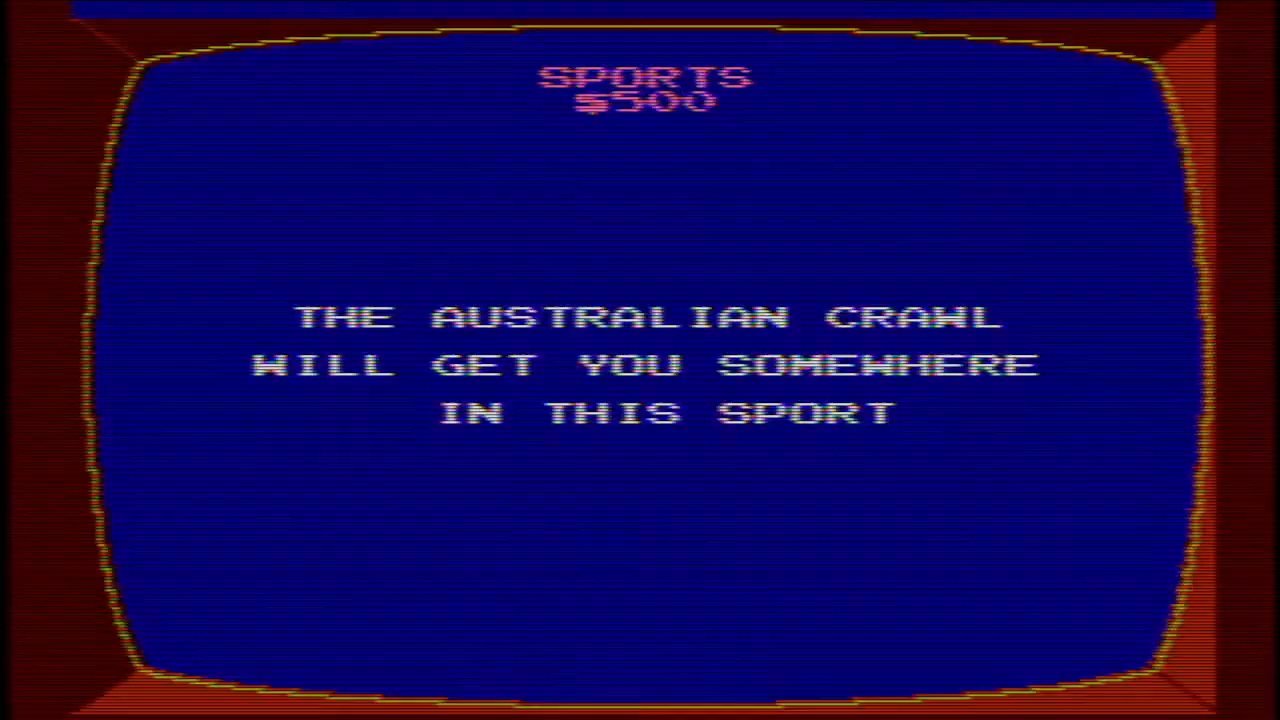 SPORTS
$500
THE AUSTRALIAN CRAWL
WILL GET YOU SOMEWHERE
IN THIS SPORT